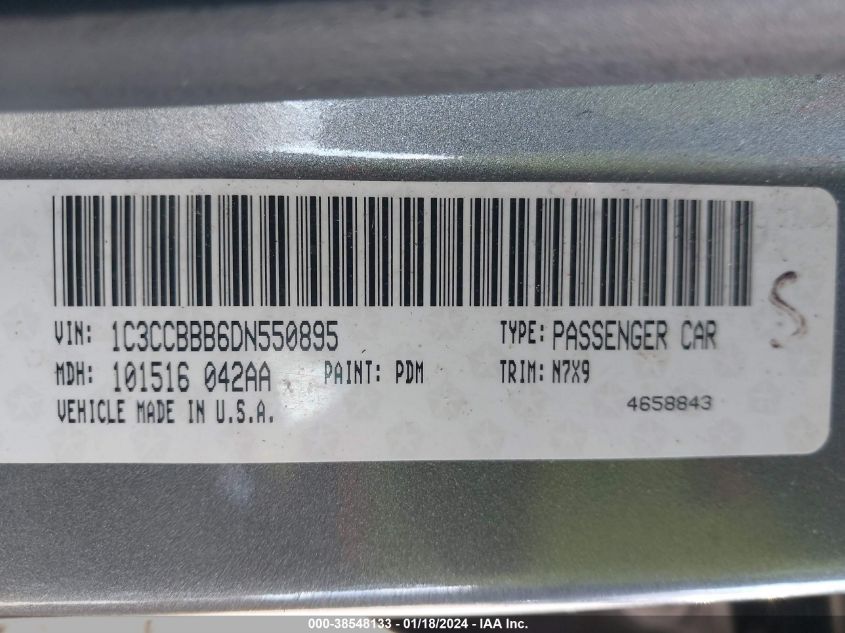 VIN: 1C3CCBBB6DN550895 TYPE: PASSENGER CAR
MDH: 101516 042AA PAINT: PDM TRIM: N7X9
VEHICLE MADE IN U.S.A. 4658843
S
000-38548133 - 01/18/2024 - IAA Inc.